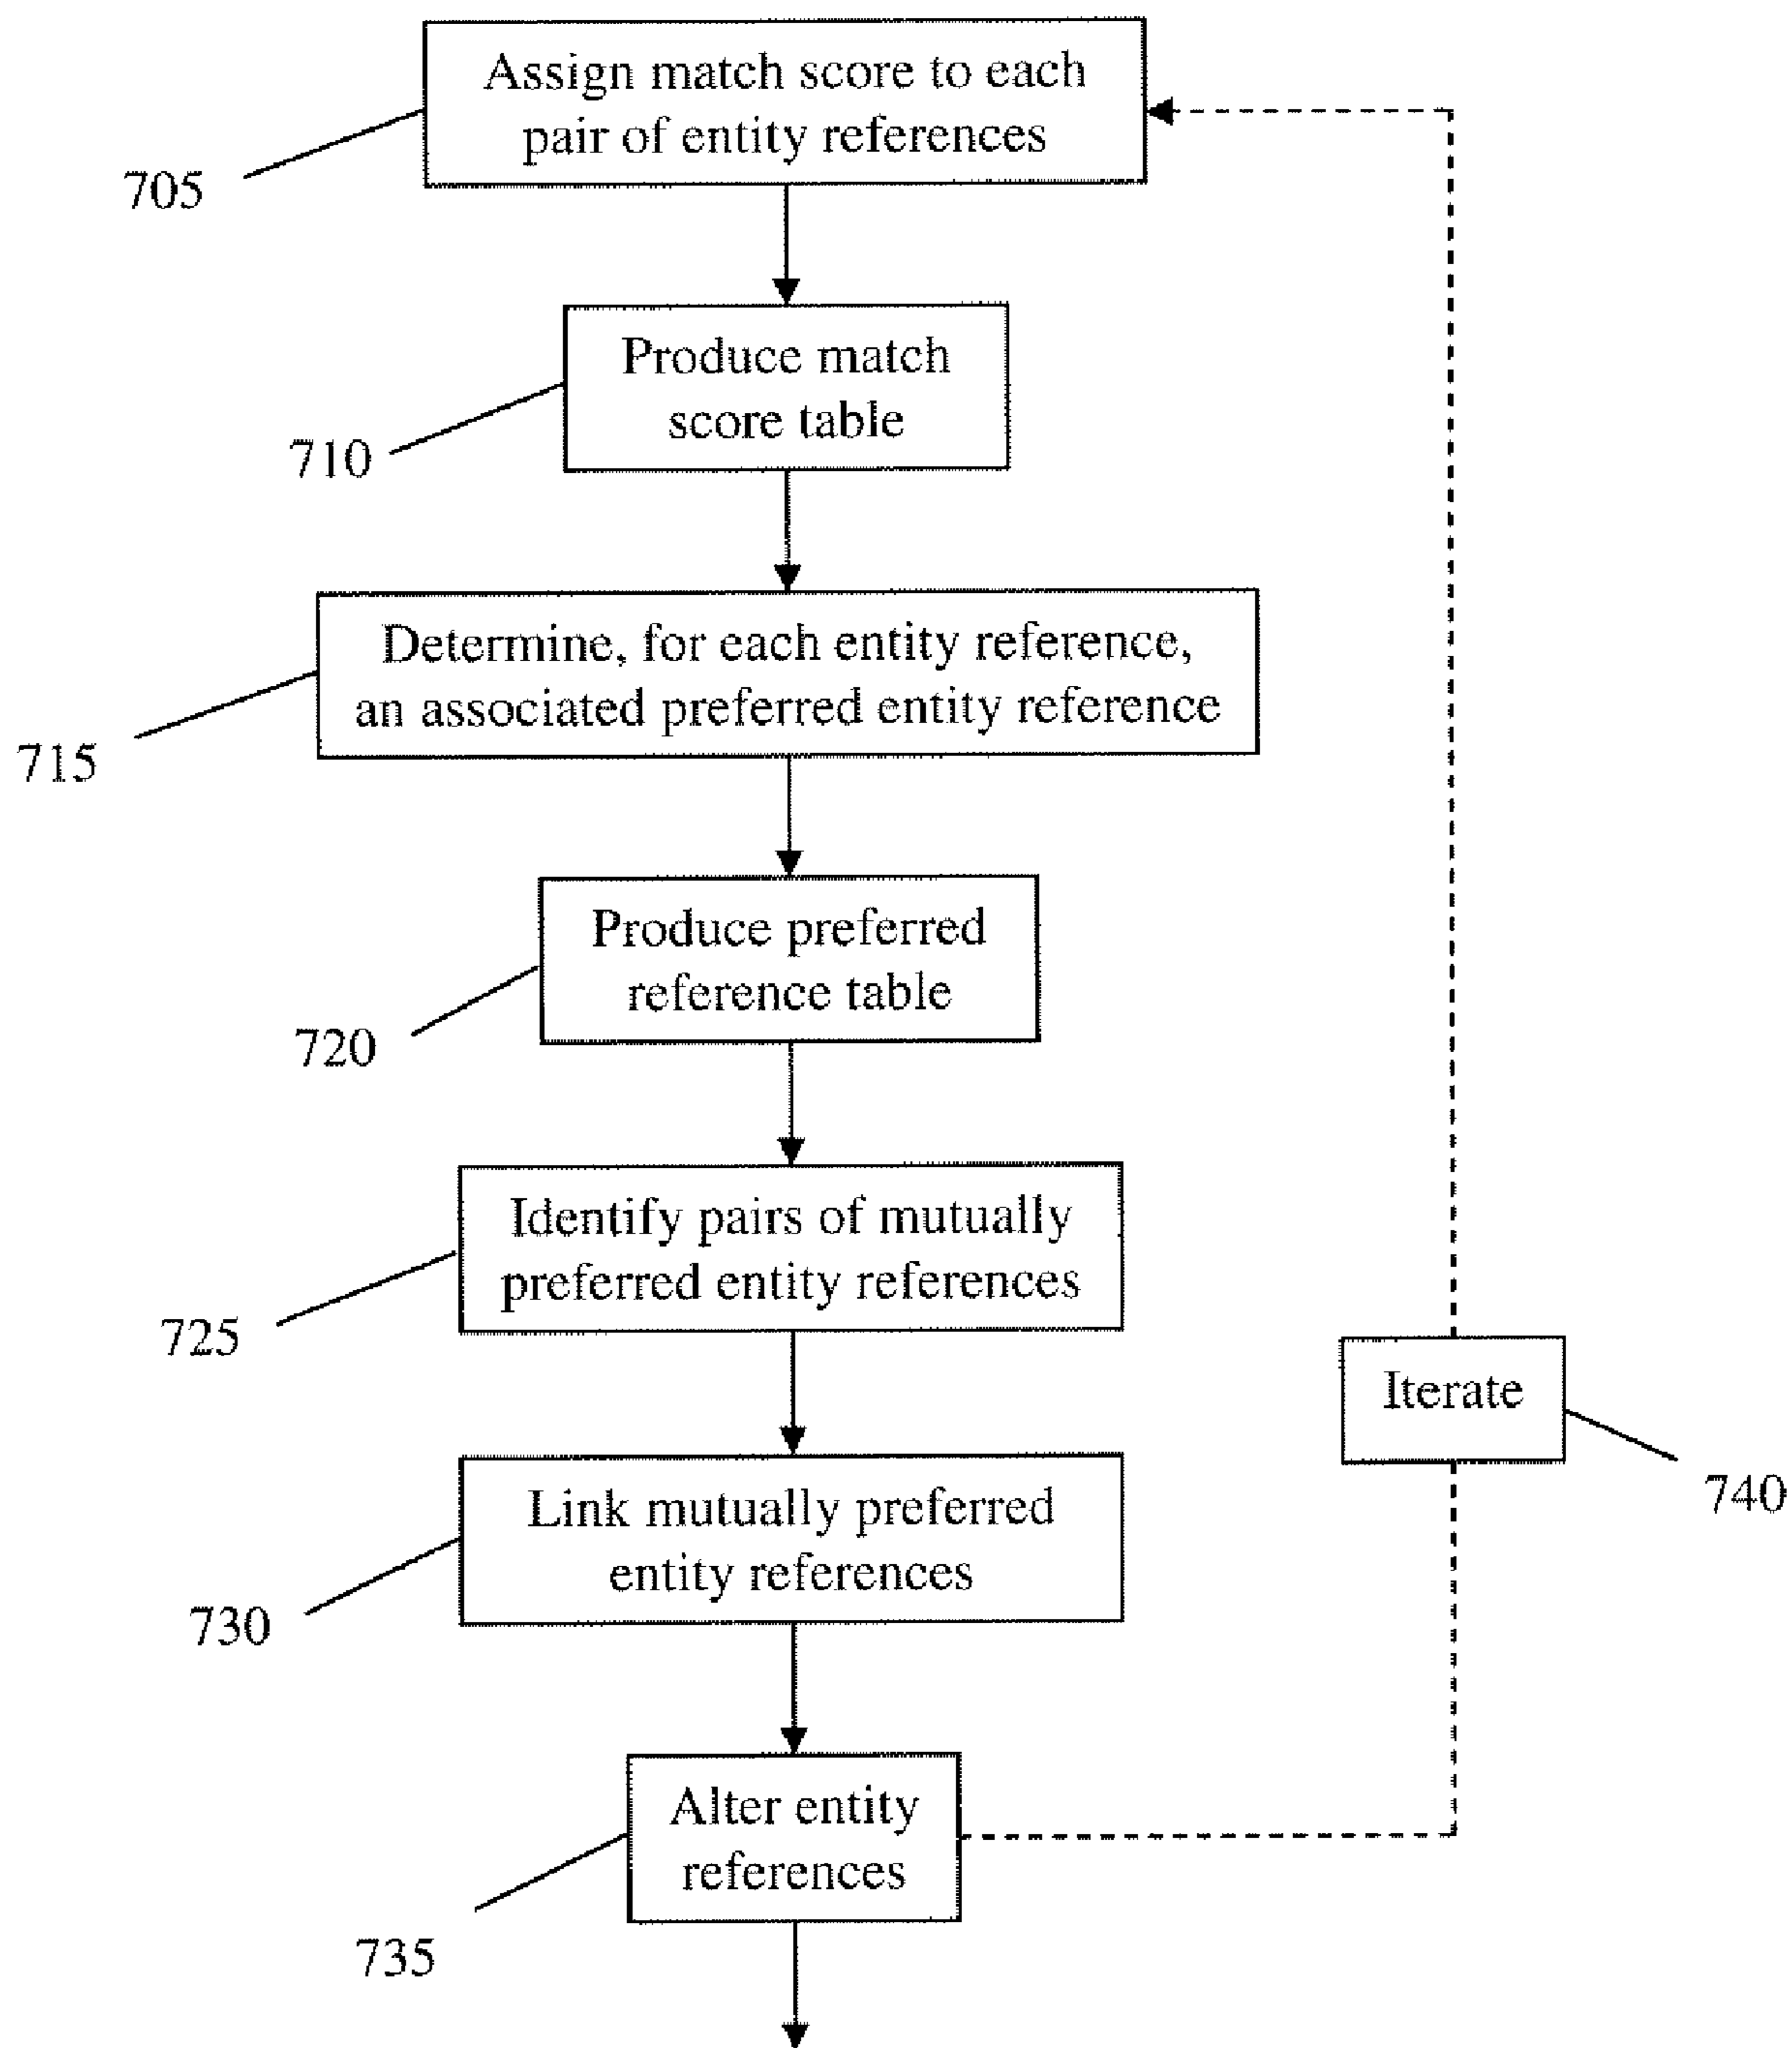 Assign match score to each
pair of entity references
705
Produce match
score table
710
Determine, for each entity reference,
an associated preferred entity reference
715
Produce preferred
reference table
720
Identify pairs of mutually
preferred entity references
725
Iterate
740
Link mutually preferred
entity references
730
Alter entity
references
735